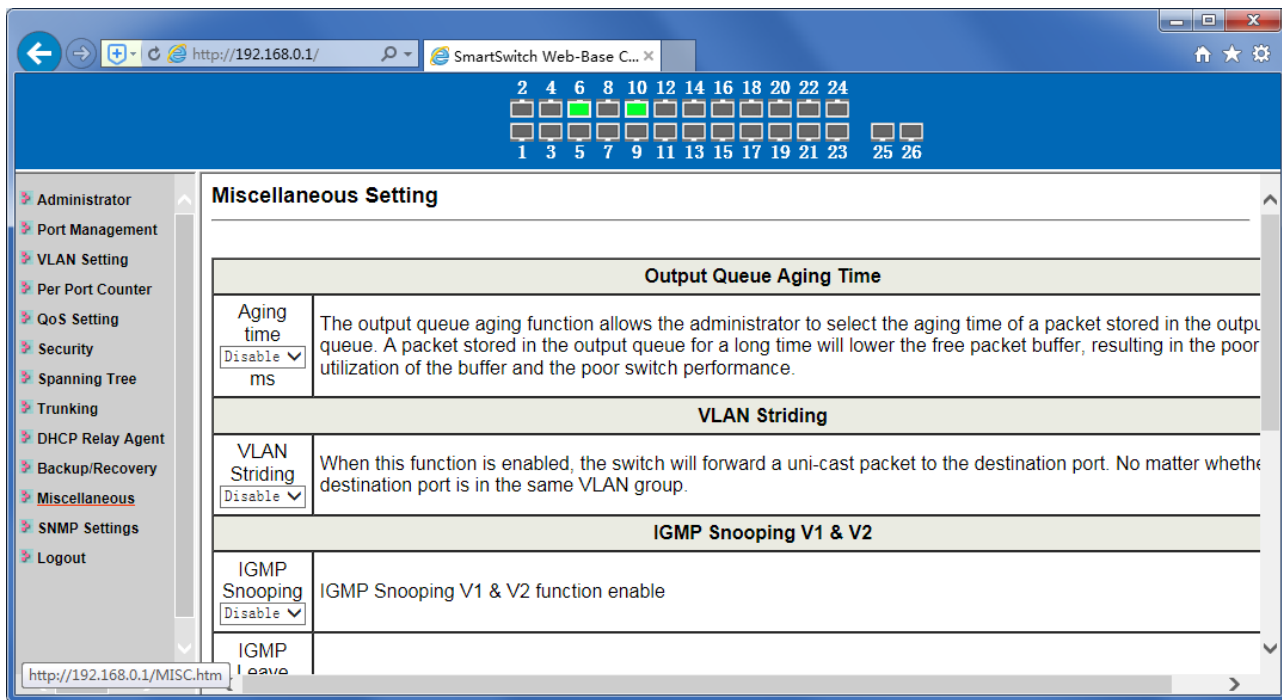 http://192.168.0.1/
SmartSwitch Web-Base C...
2 4 6 8 10 12 14 16 18 20 22 24
1 3 5 7 9 11 13 15 17 19 21 23 25 26
Administrator
Port Management
VLAN Setting
Per Port Counter
QoS Setting
Security
Spanning Tree
Trunking
DHCP Relay Agent
Backup/Recovery
Miscellaneous
SNMP Settings
Logout
http://192.168.0.1/MISC.htm
Miscellaneous Setting
Output Queue Aging Time
Aging
time
Disable
ms
The output queue aging function allows the administrator to select the aging time of a packet stored in the outpu
queue. A packet stored in the output queue for a long time will lower the free packet buffer, resulting in the poor
utilization of the buffer and the poor switch performance.
VLAN Striding
VLAN
Striding
Disable
When this function is enabled, the switch will forward a uni-cast packet to the destination port. No matter whethe
destination port is in the same VLAN group.
IGMP Snooping V1 & V2
IGMP
Snooping
Disable
IGMP Snooping V1 & V2 function enable
IGMP
Leave